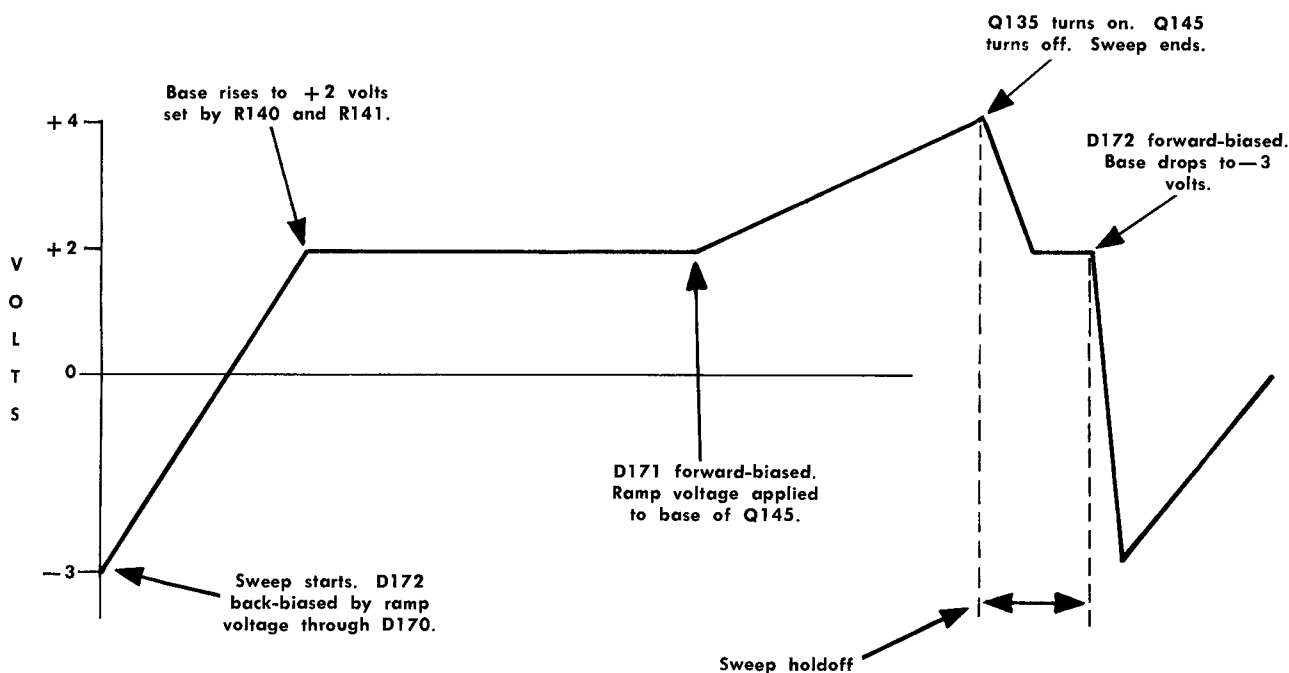 Q135 turns on. Q145
turns off. Sweep ends.
Base rises to +2 volts
set by R140 and R141.
+4
D172 forward-biased.
Base drops to—3
volts.
+2
V
O
L
T
S
0
D171 forward-biased.
Ramp voltage applied
to base of Q145.
—3
Sweep starts. D172
back-biased by ramp
voltage through D170.
Sweep holdoff